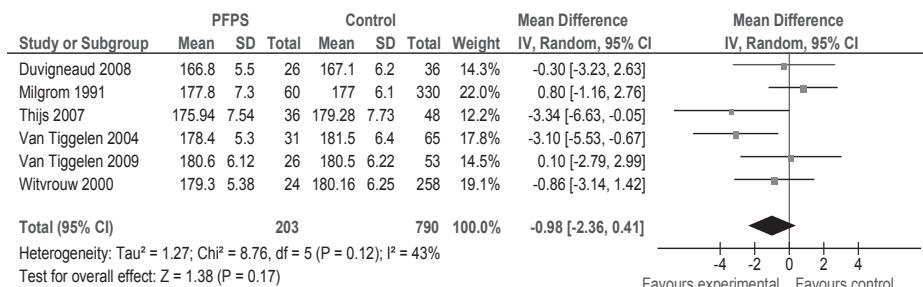 PFPS Control Mean Difference Mean Difference
Study or Subgroup Mean SD Total Mean SD Total Weight IV, Random, 95% CI IV, Random, 95% CI
Duvigneaud 2008 166.8 5.5 26 167.1 6.2 36 14.3% -0.30 [-3.23, 2.63]
Milgrom 1991 177.8 7.3 60 177 6.1 330 22.0% 0.80 [-1.16, 2.76]
Thijs 2007 175.94 7.54 36 179.28 7.73 48 12.2% -3.34 [-6.63, -0.05]
Van Tiggelen 2004 178.4 5.3 31 181.5 6.4 65 17.8% -3.10 [-5.53, -0.67]
Van Tiggelen 2009 180.6 6.12 26 180.5 6.22 53 14.5% 0.10 [-2.79, 2.99]
Witvrouw 2000 179.3 5.38 24 180.16 6.25 258 19.1% -0.86 [-3.14, 1.42]
Total (95% CI) 203 790 100.0% -0.98 [-2.36, 0.41]
Heterogeneity: Tau² = 1.27; Chi² = 8.76, df = 5 (P = 0.12); I² = 43%
Test for overall effect: Z = 1.38 (P = 0.17)
-4 -2 0 2 4
Favours experimental Favours control